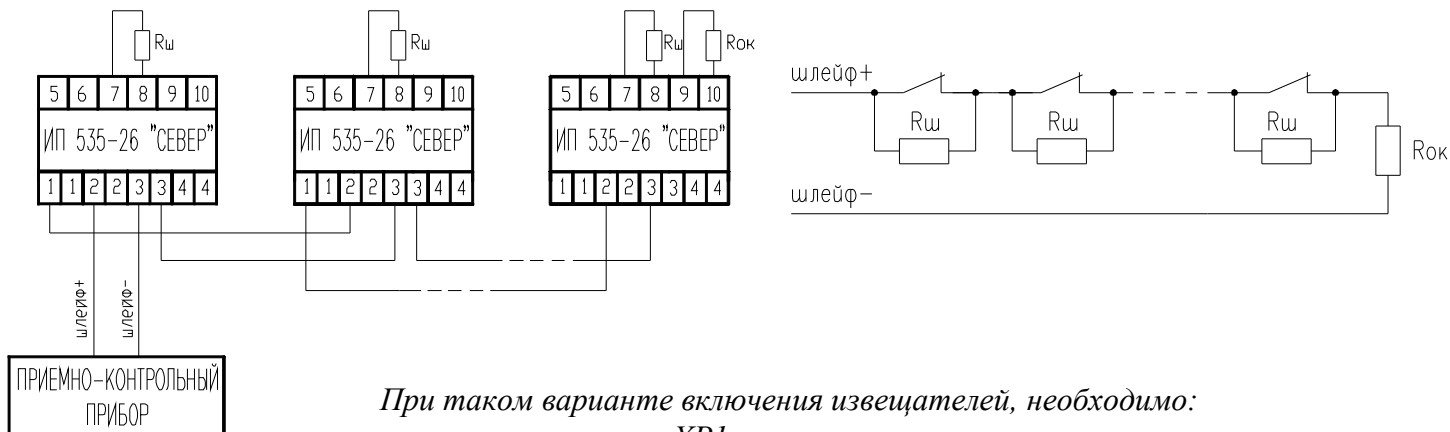 Rш
Rш
Rш Rок
5 6 7 8 9 10
ИП 535-26 "СЕВЕР"
1 1 2 2 3 3 4 4
5 6 7 8 9 10
ИП 535-26 "СЕВЕР"
1 1 2 2 3 3 4 4
5 6 7 8 9 10
ИП 535-26 "СЕВЕР"
1 1 2 2 3 3 4 4
шлейф+
Rш Rш Rш
Rок
шлейф-
шлейф+
шлейф-
ПРИЕМНО-КОНТРОЛЬНЫЙ
ПРИБОР
При таком варианте включения извещателей, необходимо:
ХР1